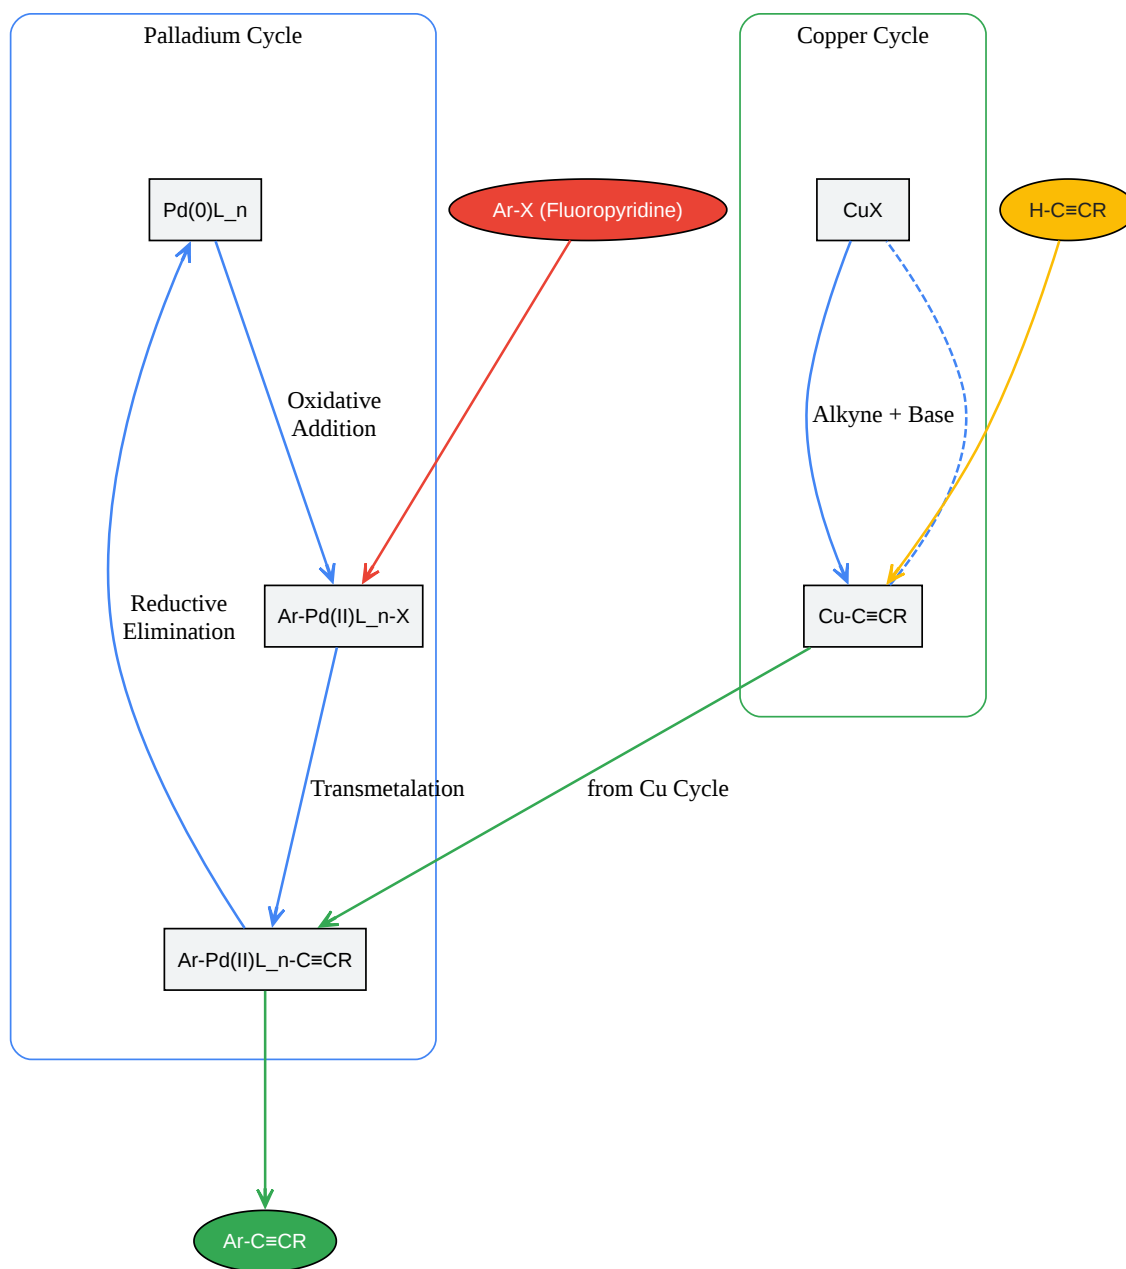 Palladium Cycle
Copper Cycle
Pd(0)L_n
Ar-X (Fluoropyridine)
CuX
H-C≡CR
Oxidative
Addition
Alkyne + Base
Reductive
Elimination
Ar-Pd(II)L_n-X
Cu-C≡CR
Transmetalation
from Cu Cycle
Ar-Pd(II)L_n-C≡CR
Ar-C≡CR